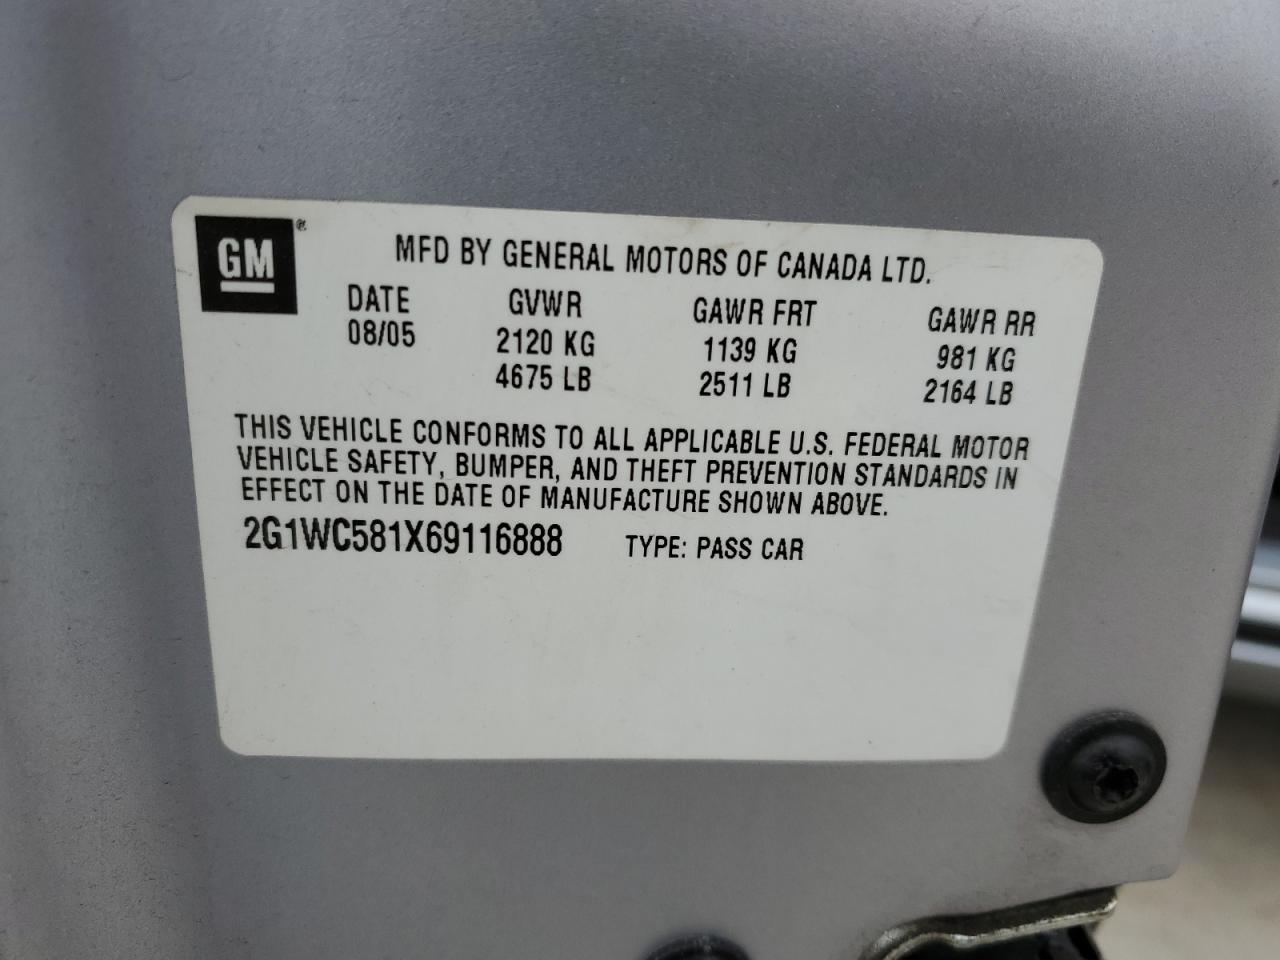 GM®
MFD BY GENERAL MOTORS OF CANADA LTD.
DATE GVWR GAWR FRT GAWR RR
08/05 2120 KG 1139 KG 981 KG
4675 LB 2511 LB 2164 LB
THIS VEHICLE CONFORMS TO ALL APPLICABLE U.S. FEDERAL MOTOR
VEHICLE SAFETY, BUMPER, AND THEFT PREVENTION STANDARDS IN
EFFECT ON THE DATE OF MANUFACTURE SHOWN ABOVE.
2G1WC581X69116888 TYPE: PASS CAR